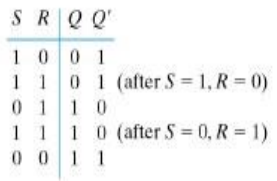 S R Q Q'
1 0 0 1
1 1 0 1 (after S = 1, R = 0)
0 1 1 0
1 1 1 0 (after S = 0, R = 1)
0 0 1 1